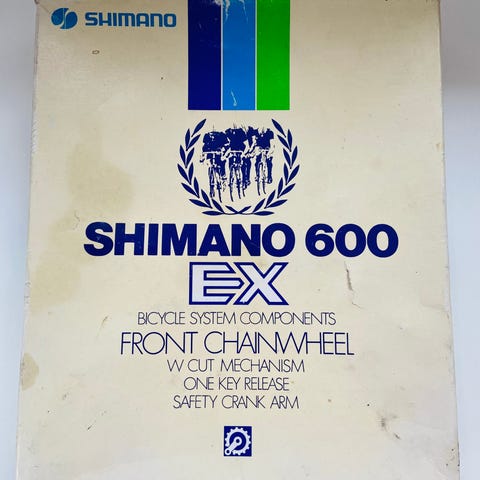 SHIMANO
SHIMANO 600
EX
BICYCLE SYSTEM COMPONENTS
FRONT CHAINWHEEL
W CUT MECHANISM
ONE KEY RELEASE
SAFETY CRANK ARM